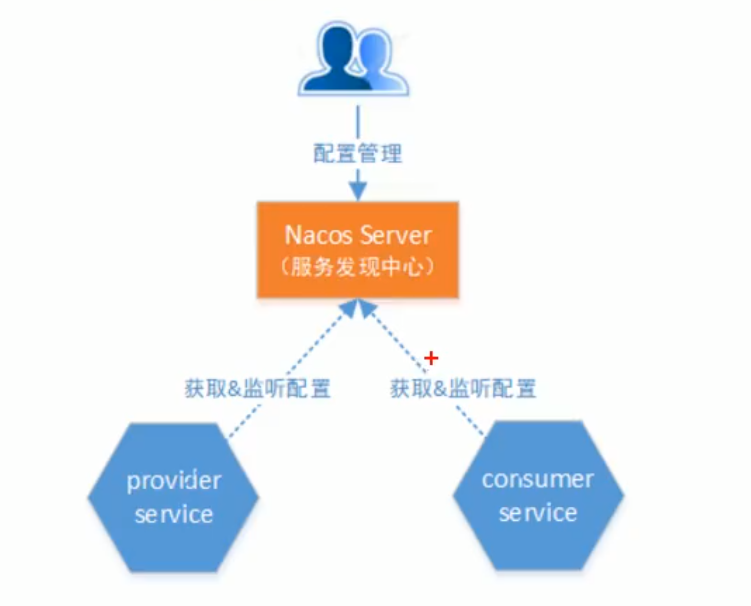 配置管理
Nacos Server
（服务发现中心）
获取&监听配置
获取&监听配置
provider
service
consumer
service